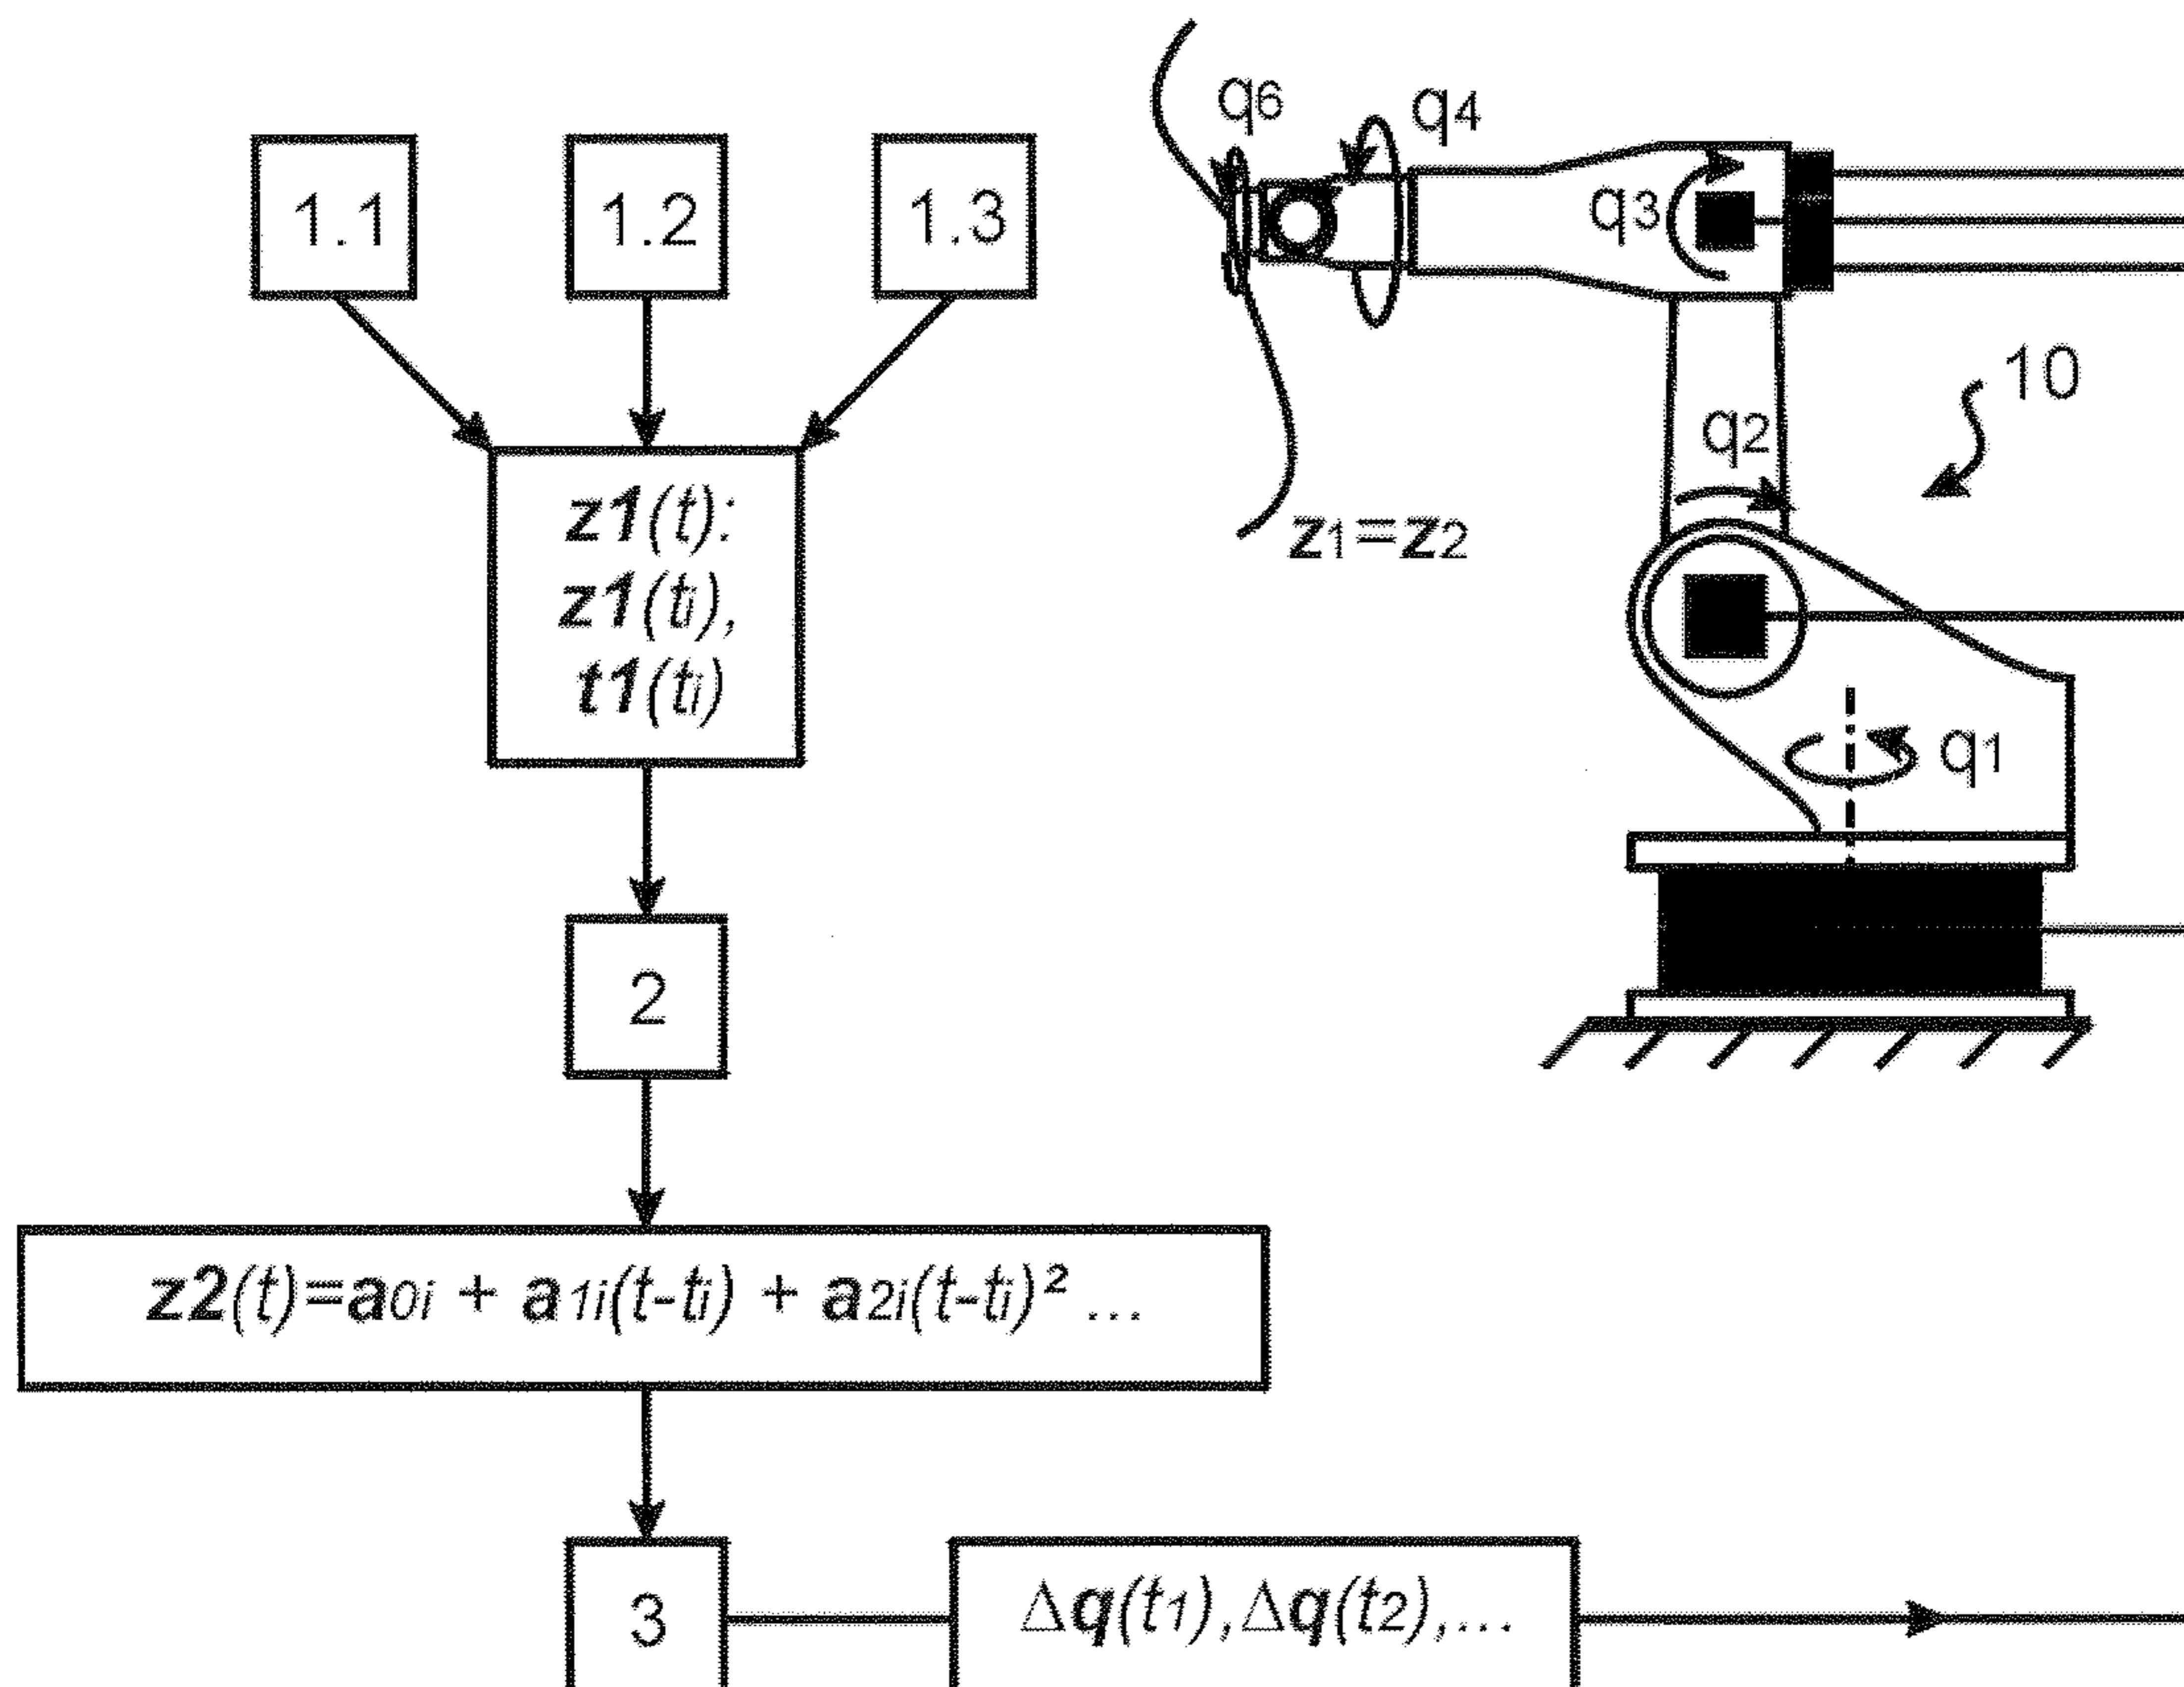 1.1
1.2
1.3
z1(t):
z1(ti),
t1(ti)
2
z2(t)=a0i + a1i(t-ti) + a2i(t-ti)² ...
3
Δq(t1),Δq(t2),...
q6
q4
q3
10
q2
z1=z2
q1